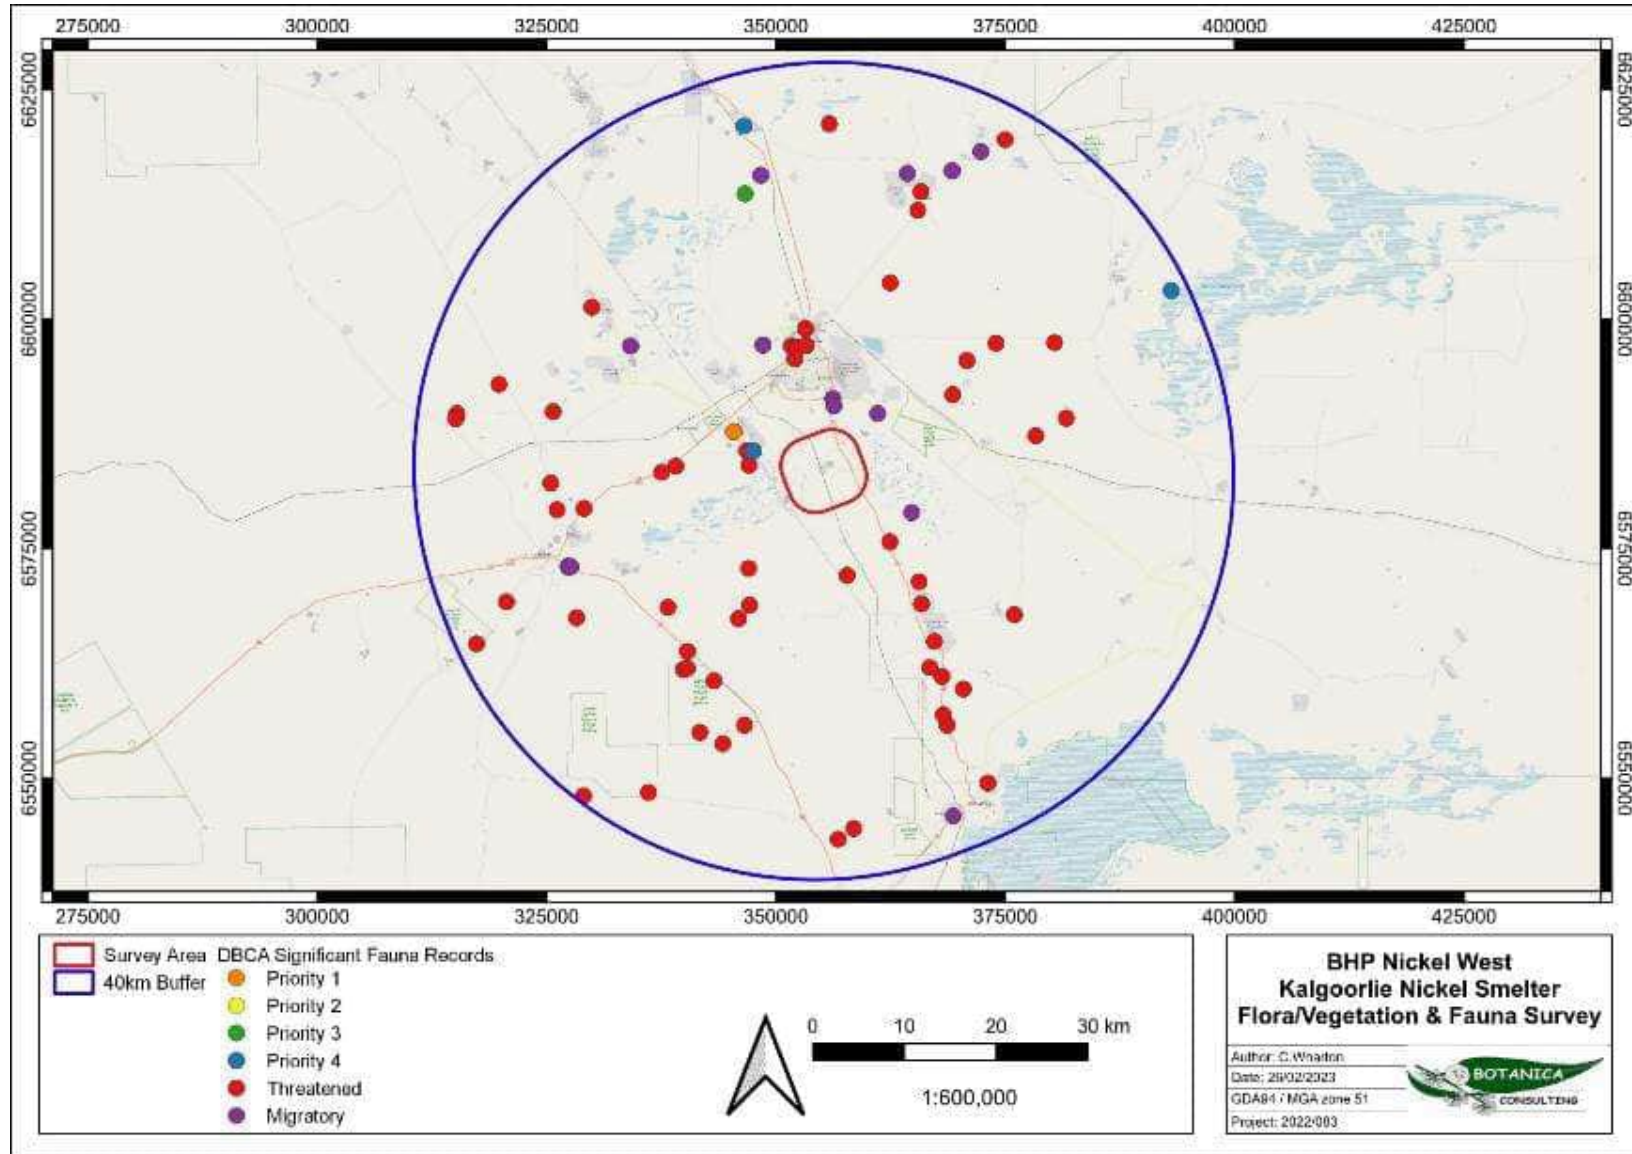 275000 300000 325000 350000 375000 400000 425000
6625000 6625000
6600000 6600000
6575000 6575000
6550000 6550000
275000 300000 325000 350000 375000 400000 425000
Survey Area
40km Buffer
DBCA Significant Fauna Records
Priority 1
Priority 2
Priority 3
Priority 4
Threatened
Migratory
0 10 20 30 km
1:600,000
BHP Nickel West
Kalgoorlie Nickel Smelter
Flora/Vegetation & Fauna Survey
Author: C.Wharton
Date: 26/02/2023
GDA94 / MGA zone 51
Project: 2022/083
BOTANICA
CONSULTING